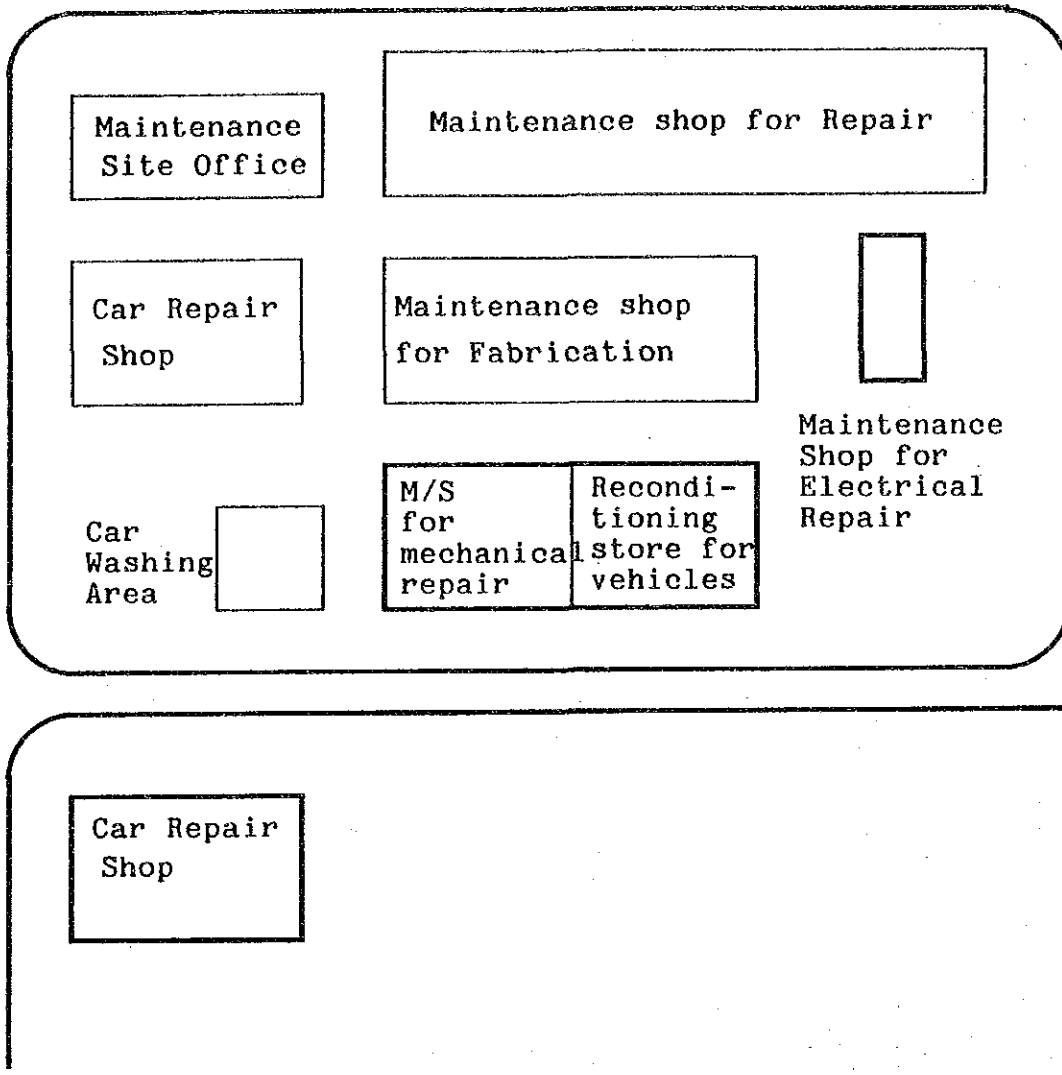 Maintenance
Site Office
Maintenance shop for Repair
Car Repair
Shop
Maintenance shop
for Fabrication
Maintenance
Shop for
Electrical
Repair
Car
Washing
Area
M/S
for
mechanical
repair
Recondi-
tioning
store for
vehicles
Car Repair
Shop